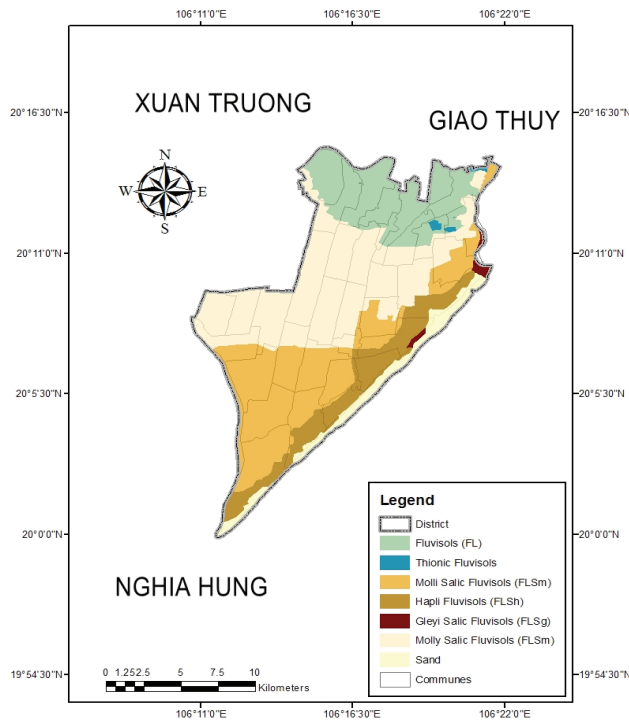 106°11'0"E 106°16'30"E 106°22'0"E
20°16'30"N 20°16'30"N
XUAN TRUONG
GIAO THUY
N
W E
S
20°11'0"N 20°11'0"N
20°5'30"N 20°5'30"N
Legend
District
20°0'0"N 20°0'0"N
Fluvisols (FL)
Thionic Fluvisols
Molli Salic Fluvisols (FLSm)
NGHIA HUNG
Hapli Fluvisols (FLSh)
Gleyi Salic Fluvisols (FLSg)
Molly Salic Fluvisols (FLSm)
Sand
Communes
19°54'30"N 19°54'30"N
0 1.252.5 5 7.5 10
Kilometers
106°11'0"E 106°16'30"E 106°22'0"E